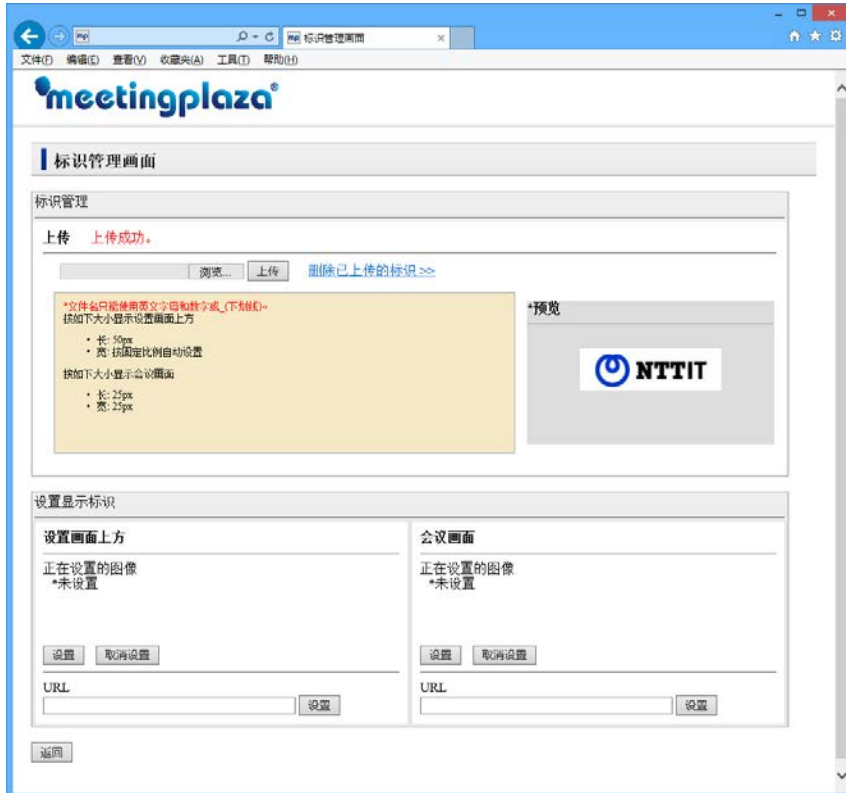 标识管理画面
文件(F) 编辑(E) 查看(V) 收藏夹(A) 工具(T) 帮助(H)
meetingplaza®
标识管理画面
标识管理
上传 上传成功。
浏览... 上传 删除已上传的标识 >>
*文件名只能使用英文字母和数字或_(下划线)。
按如下大小显示设置画面上方
• 长: 50px
• 宽: 按固定比例自动设置
按如下大小显示会议画面
• 长: 25px
• 宽: 25px
*预览
NTTIT
设置显示标识
设置画面上方
正在设置的图像
*未设置
设置 取消设置
URL
设置
会议画面
正在设置的图像
*未设置
设置 取消设置
URL
设置
返回